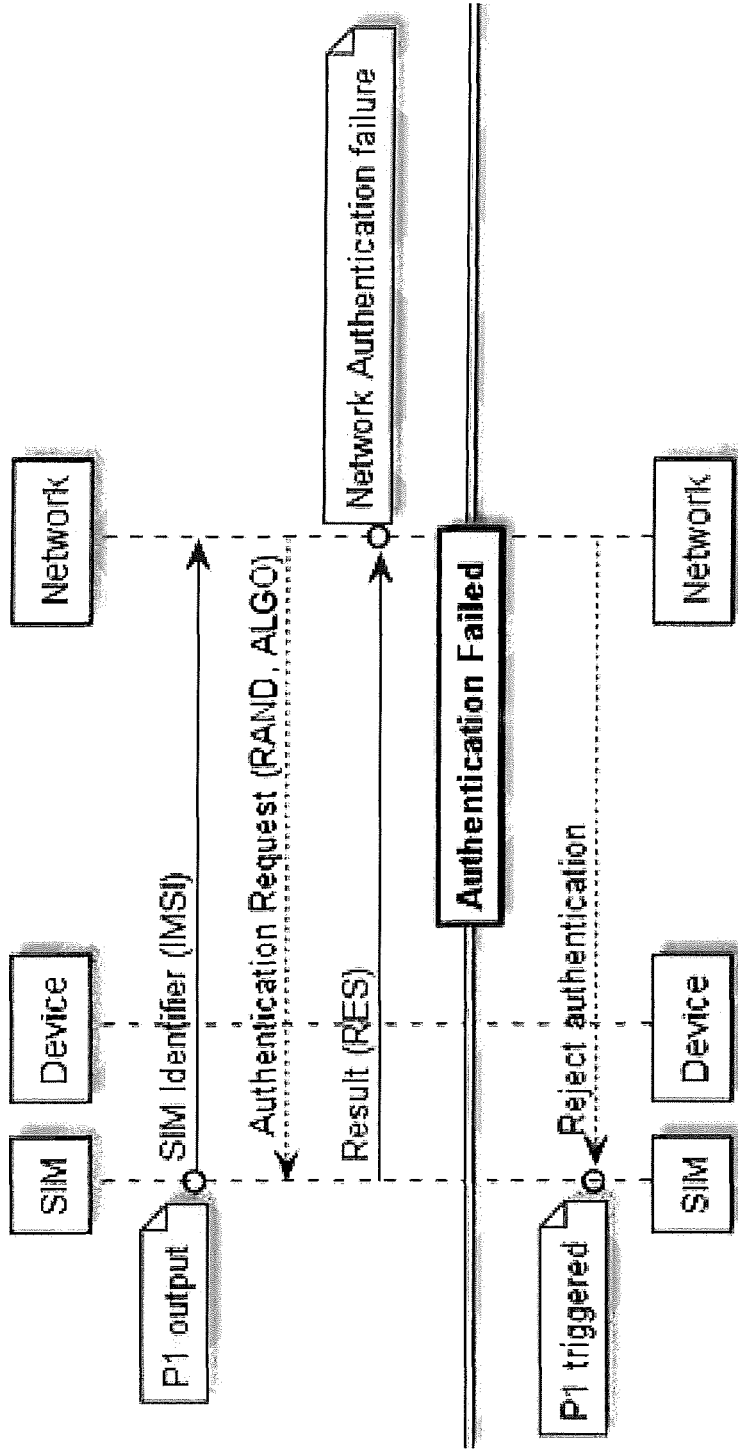 SIM
Device
Network
P1 output
SIM Identifier (IMSI)
Authentication Request (RAND, ALGO)
Result (RES)
Network Authentication failure
Authentication Failed
Reject authentication
P1 triggered
SIM
Device
Network